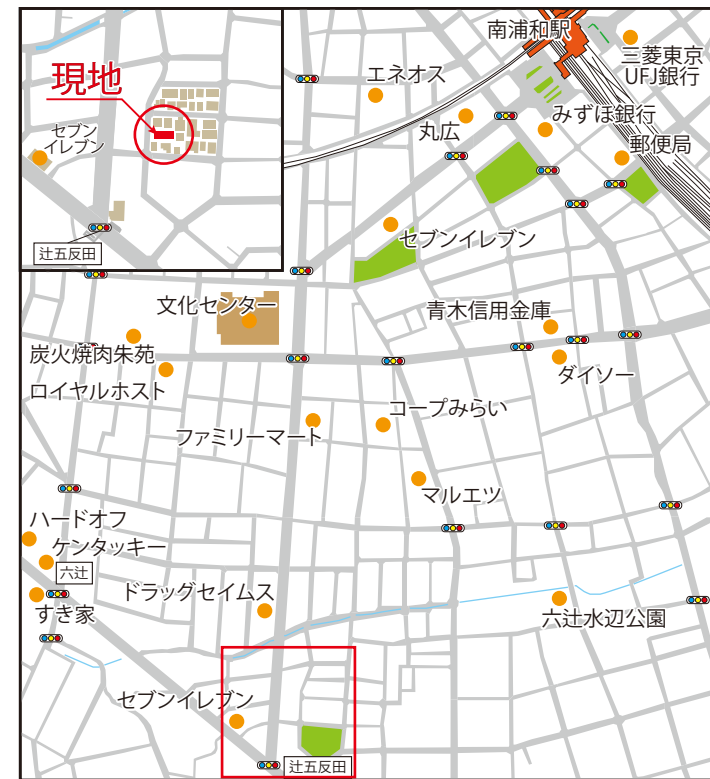 南浦和駅
三菱東京
UFJ銀行
エネオス
現地
みずほ銀行
丸広
セブン
イレブン
郵便局
セブンイレブン
辻五反田
文化センター
青木信用金庫
炭火焼肉朱苑
ダイソー
ロイヤルホスト
コープみらい
ファミリーマート
マルエツ
ハードオフ
ケンタッキー
六辻
ドラッグセイムス
すき家
六辻水辺公園
セブンイレブン
辻五反田